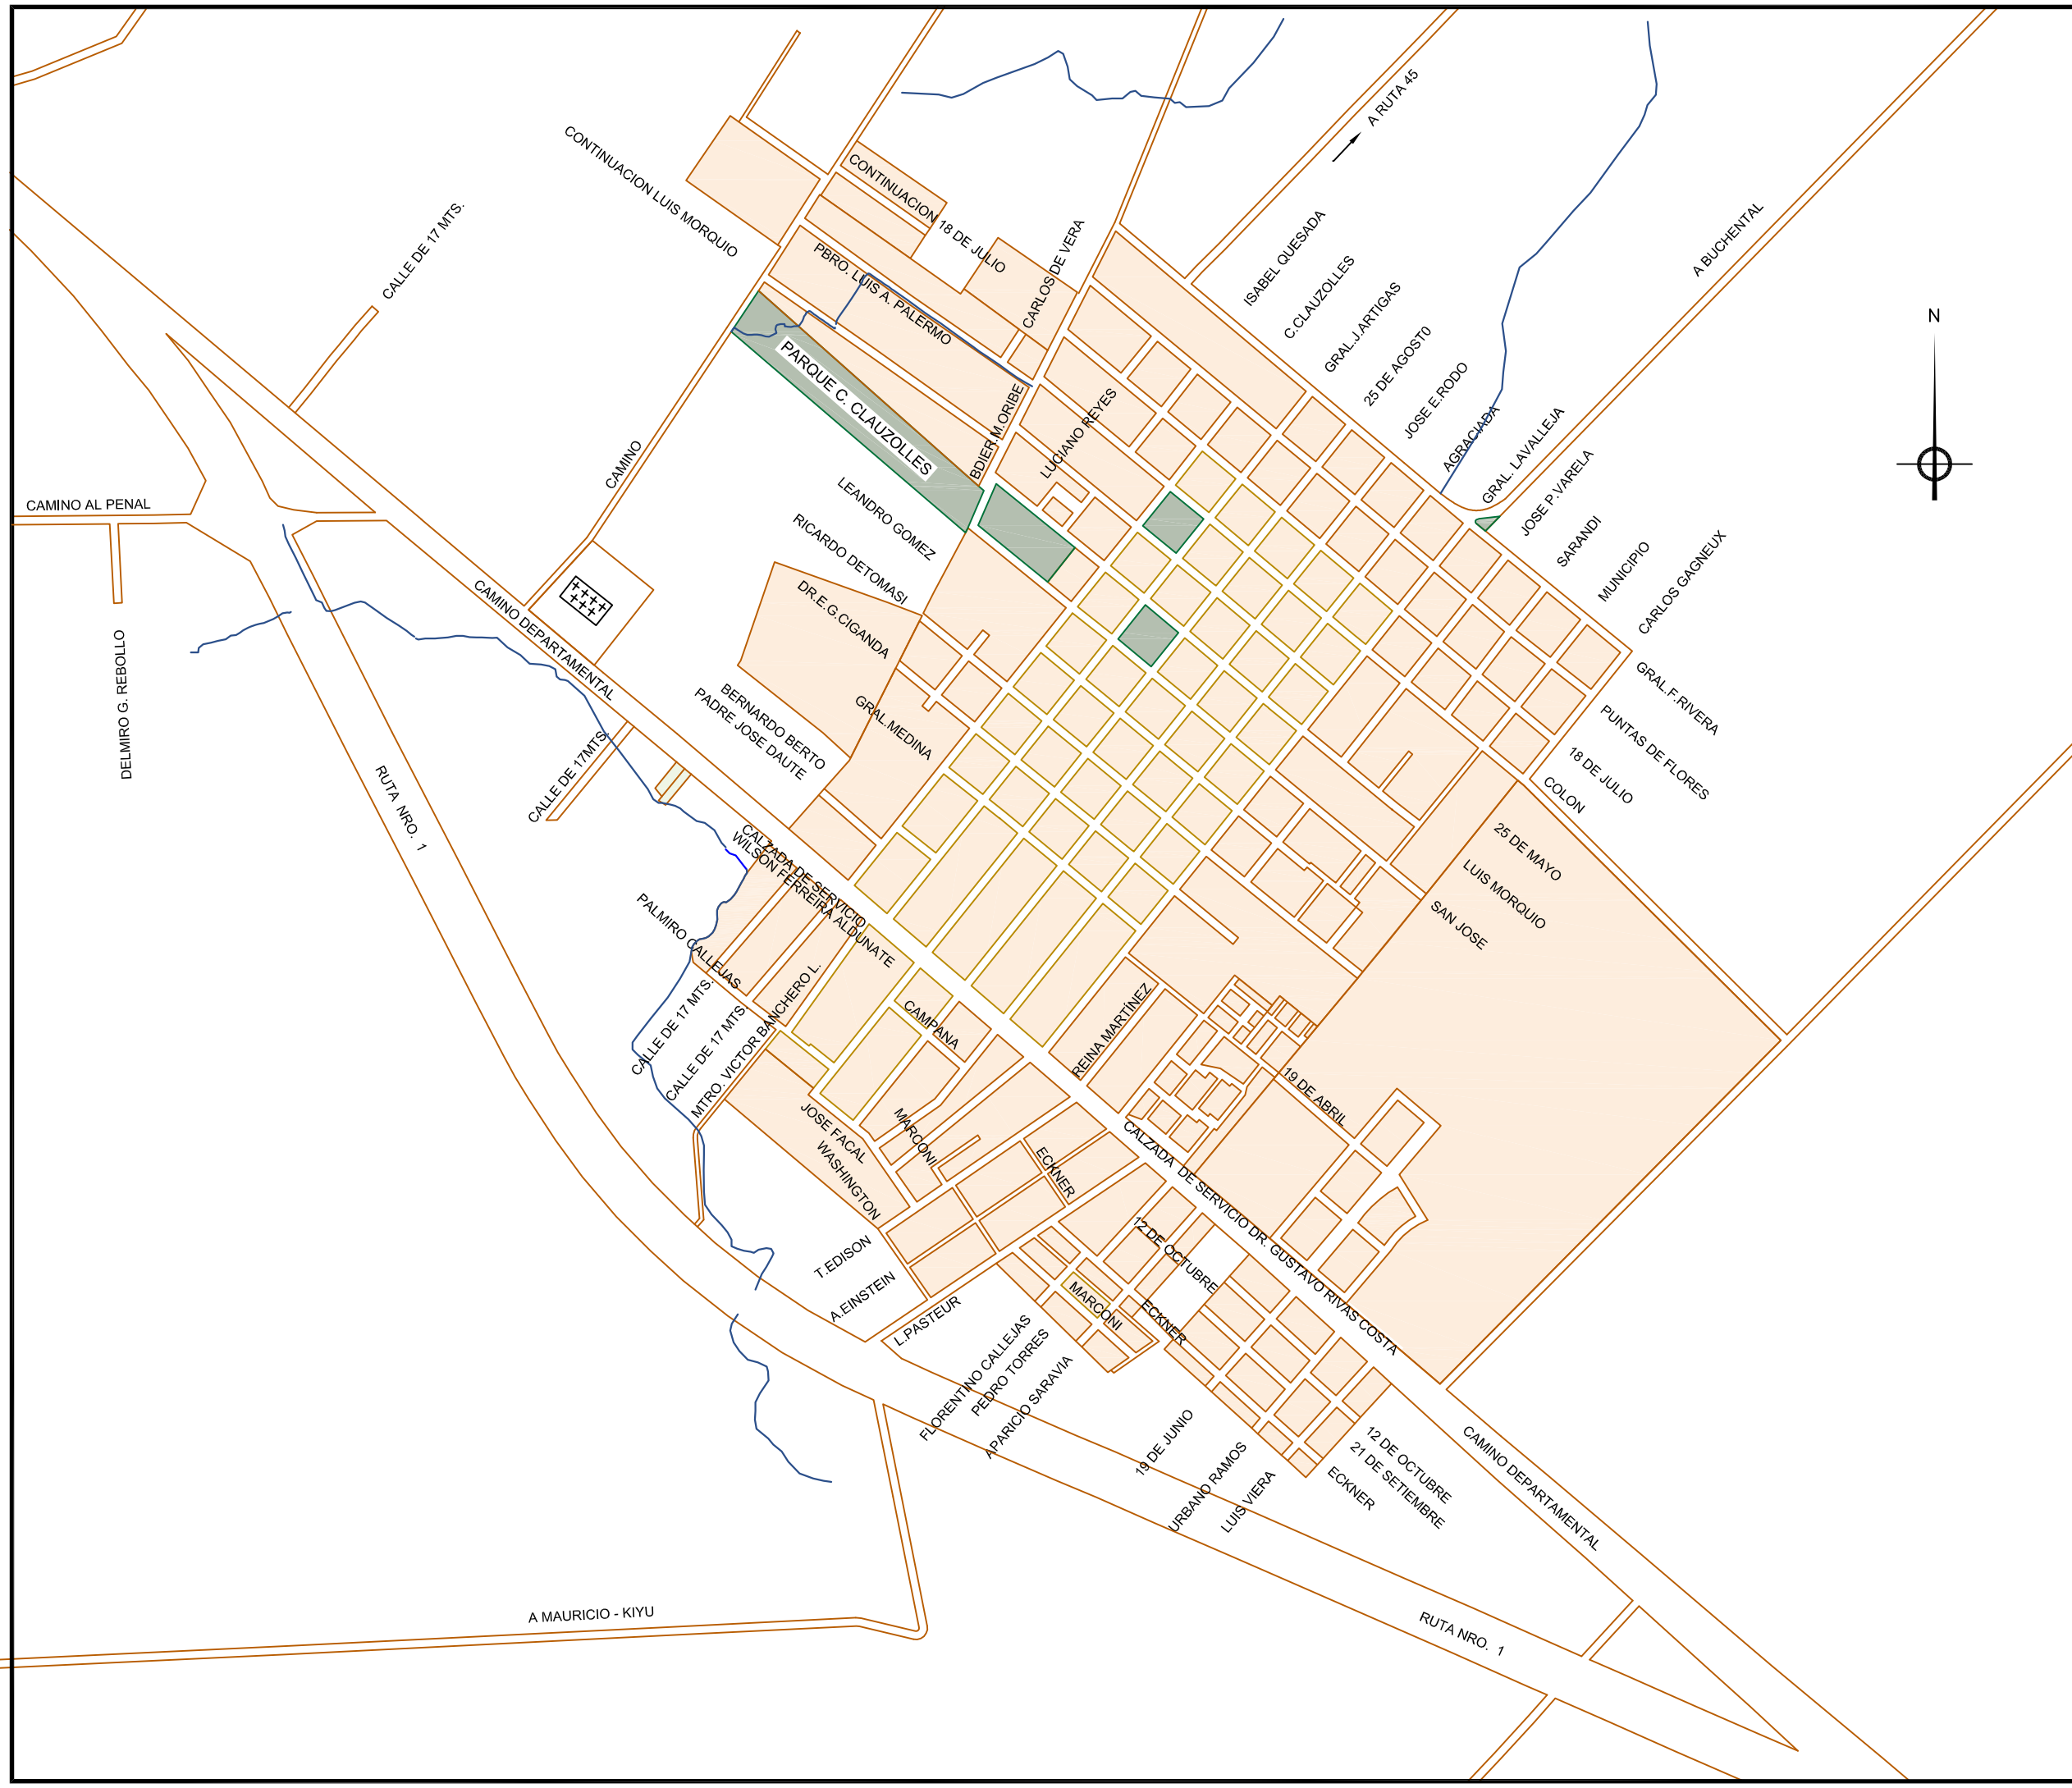 A RUTA 45
CONTINUACION LUIS MORQUIO
CONTINUACION 18 DE JULIO
CALLE DE 17 MTS.
CARLOS DE VERA
ISABEL QUESADA
A BUCHENTAL
PBRO. LUIS A. PALERMO
C.CLAUZOLLES
GRAL.J.ARTIGAS
N
25 DE AGOST0
PARQUE C. CLAUZOLLES
JOSE E.RODO
BDIER.M.ORIBE
LUCIANO REYES
AGRACIADA
GRAL. LAVALLEJA
CAMINO
JOSE P. VARELA
CAMINO AL PENAL
LEANDRO GOMEZ
RICARDO DETOMASI
SARANDI
MUNICIPIO
CARLOS GAGNEUX
DR.E.G.CIGANDA
CAMINO DEPARTAMENTAL
DELMIRO G. REBOLLO
GRAL.F.RIVERA
BERNARDO BERTO
PADRE JOSE DAUTE
GRAL.MEDINA
PUNTAS DE FLORES
CALLE DE 17MTS.
18 DE JULIO
COLON
RUTA NRO. 1
CALZADA DE SERVICIO
WILSON FERREIRA ALDUNATE
25 DE MAYO
LUIS MORQUIO
SAN JOSE
PALMIRO CALLEJAS
CALLE DE 17 MTS.
CALLE DE 17 MTS.
MTRO. VICTOR BANCHERO L.
CAMPANA
REINA MARTÍNEZ
19 DE ABRIL
JOSE FACAL
MARCONI
WASHINGTON
ECKNER
CALZADA DE SERVICIO DR. GUSTAVO RIVAS COSTA
T.EDISON
A.EINSTEIN
L.PASTEUR
12 DE OCTUBRE
MARCONI
ECKNER
FLORENTINO CALLEJAS
PEDRO TORRES
APARICIO SARAVIA
19 DE JUNIO
URBANO RAMOS
LUIS VIERA
12 DE OCTUBRE
21 DE SETIEMBRE
ECKNER
CAMINO DEPARTAMENTAL
A MAURICIO - KIYU
RUTA NRO. 1